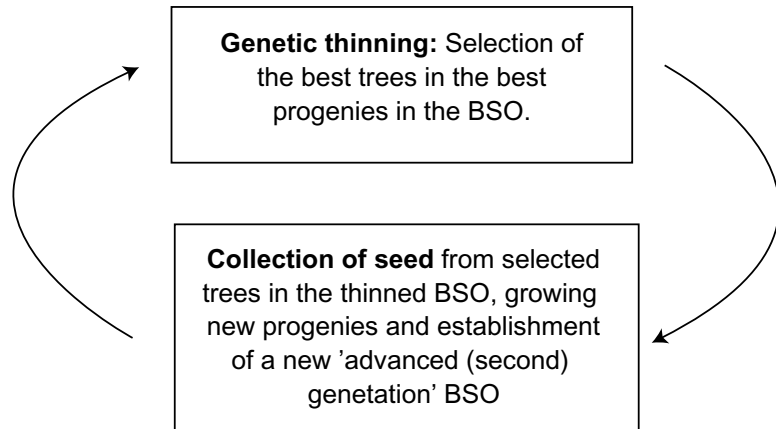 Genetic thinning: Selection of
the best trees in the best
progenies in the BSO.
Collection of seed from selected
trees in the thinned BSO, growing
new progenies and establishment
of a new ’advanced (second)
genetation’ BSO